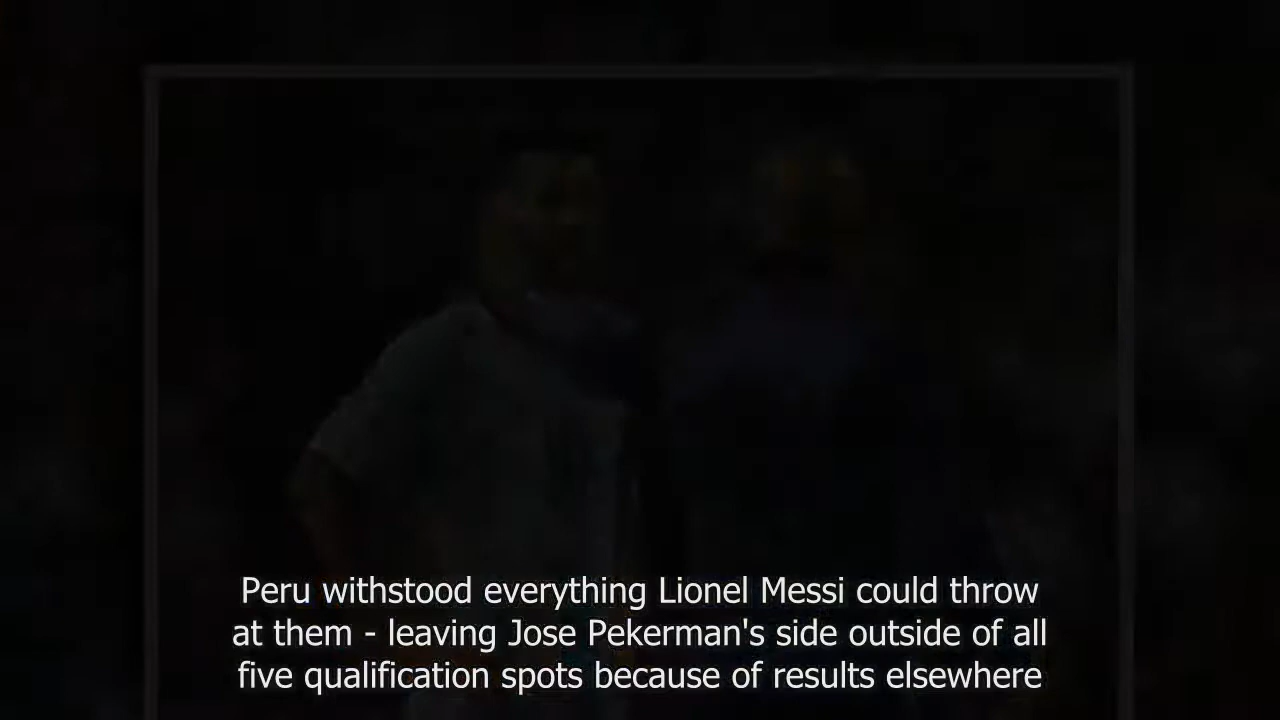 Peru withstood everything Lionel Messi could throw
at them - leaving Jose Pekerman's side outside of all
five qualification spots because of results elsewhere